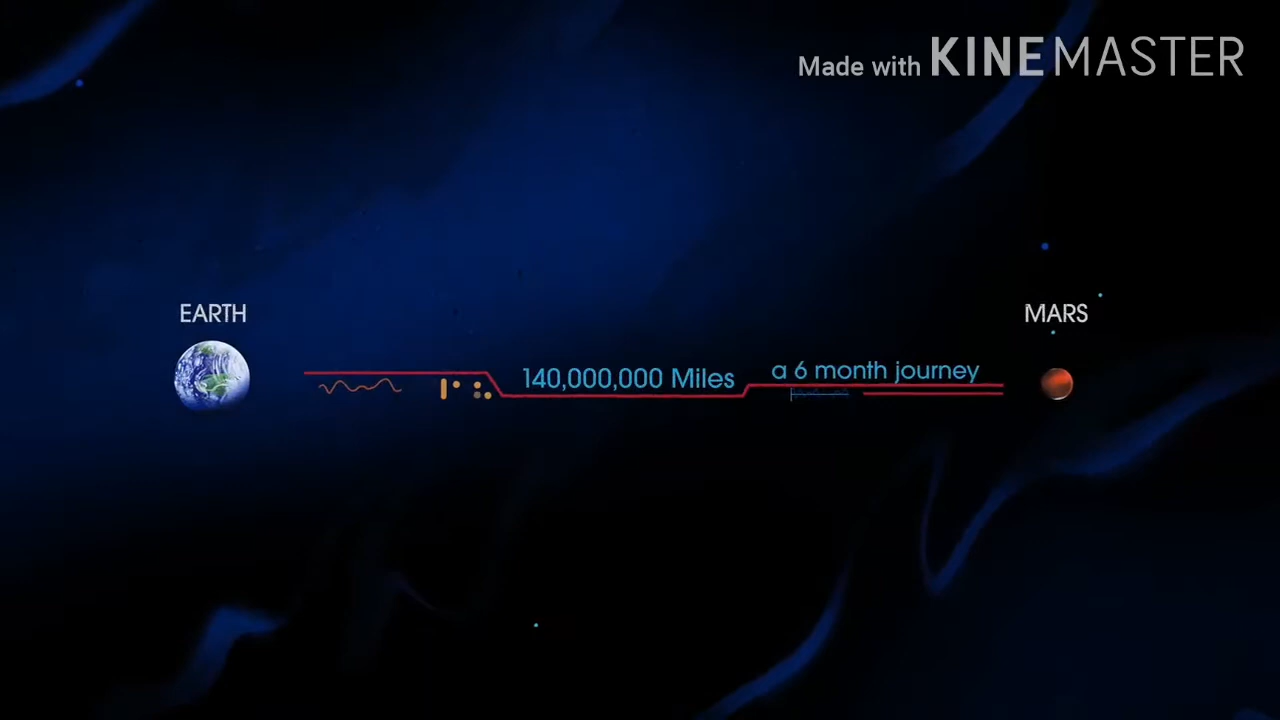 Made with KINEMASTER
EARTH
MARS
140,000,000 Miles
a 6 month journey